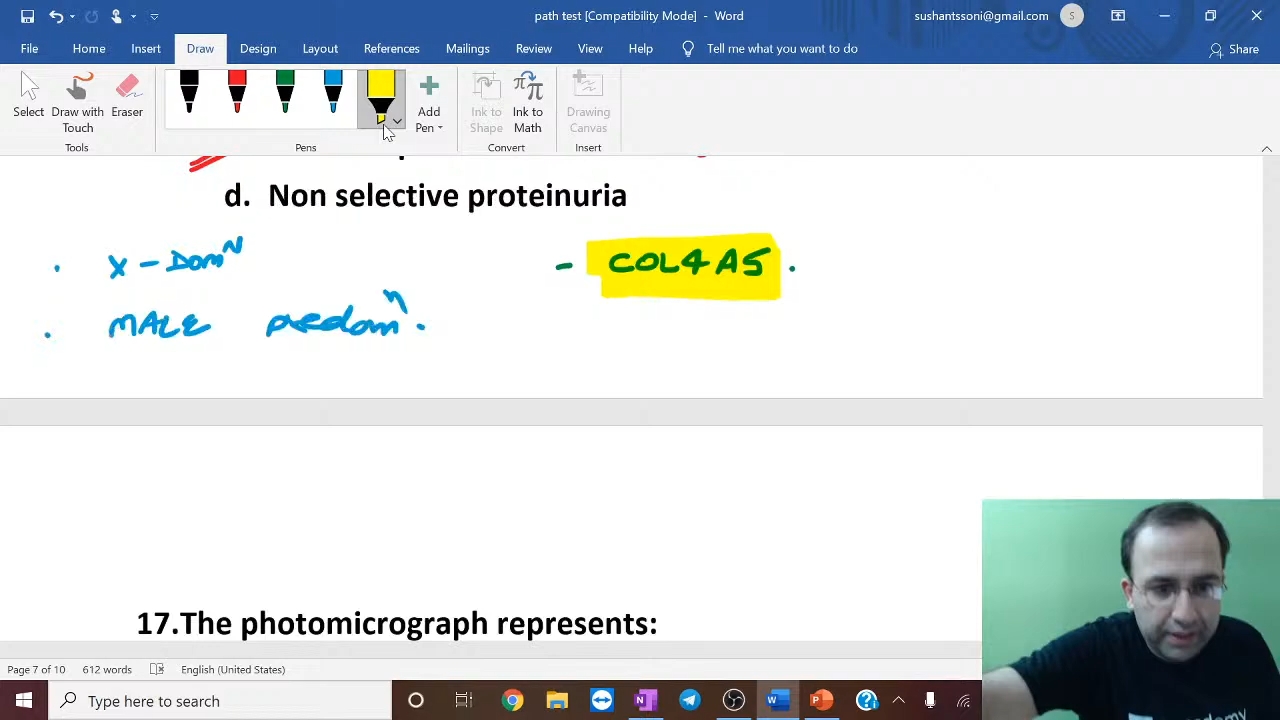 path test [Compatibility Mode] - Word
sushantssoni@gmail.com
S
File Home Insert Draw Design Layout References Mailings Review View Help Tell me what you want to do Share
Select Draw with Touch Eraser Add Pen Ink to Shape Ink to Math Drawing Canvas
Tools Pens Convert Insert
d. Non selective proteinuria
. X - Domⁿ - COL4A5 .
. MALE predomⁿ .
17.The photomicrograph represents:
Page 7 of 10 612 words English (United States)
Type here to search